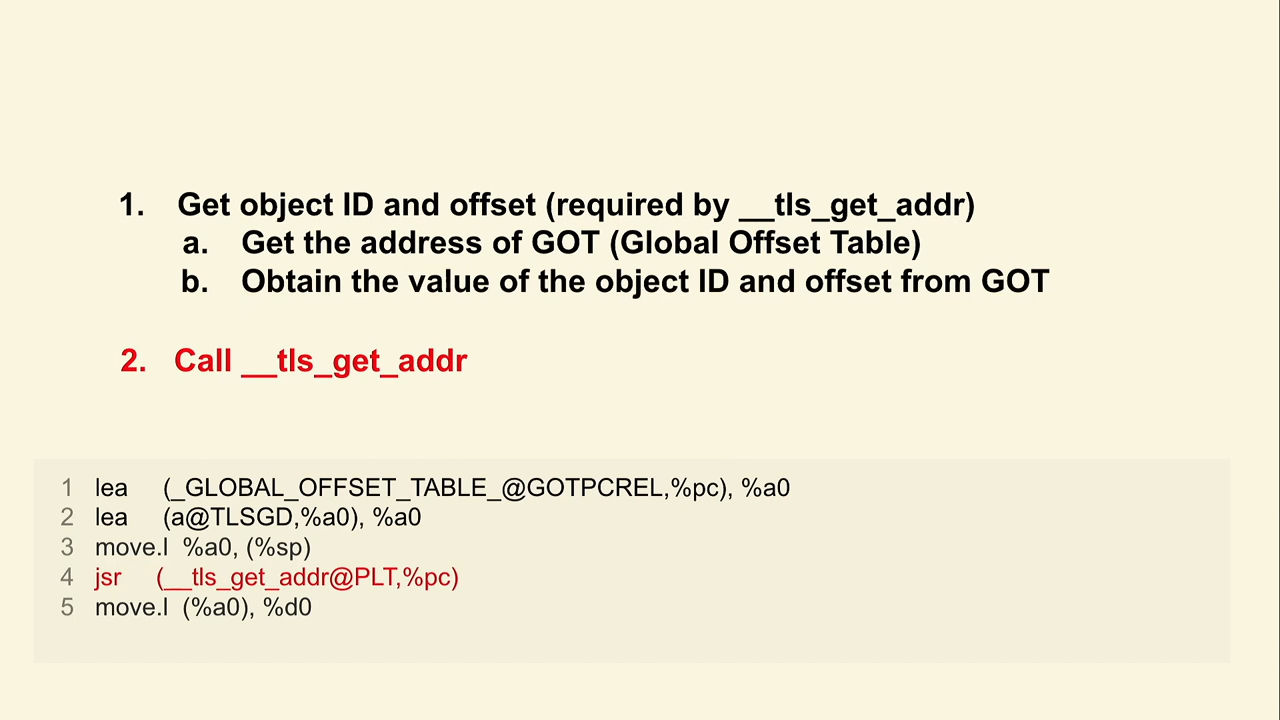 1. Get object ID and offset (required by __tls_get_addr)
a. Get the address of GOT (Global Offset Table)
b. Obtain the value of the object ID and offset from GOT
2. Call __tls_get_addr
1 lea (_GLOBAL_OFFSET_TABLE_@GOTPCREL,%pc), %a0
2 lea (a@TLSGD,%a0), %a0
3 move.l %a0, (%sp)
4 jsr (__tls_get_addr@PLT,%pc)
5 move.l (%a0), %d0